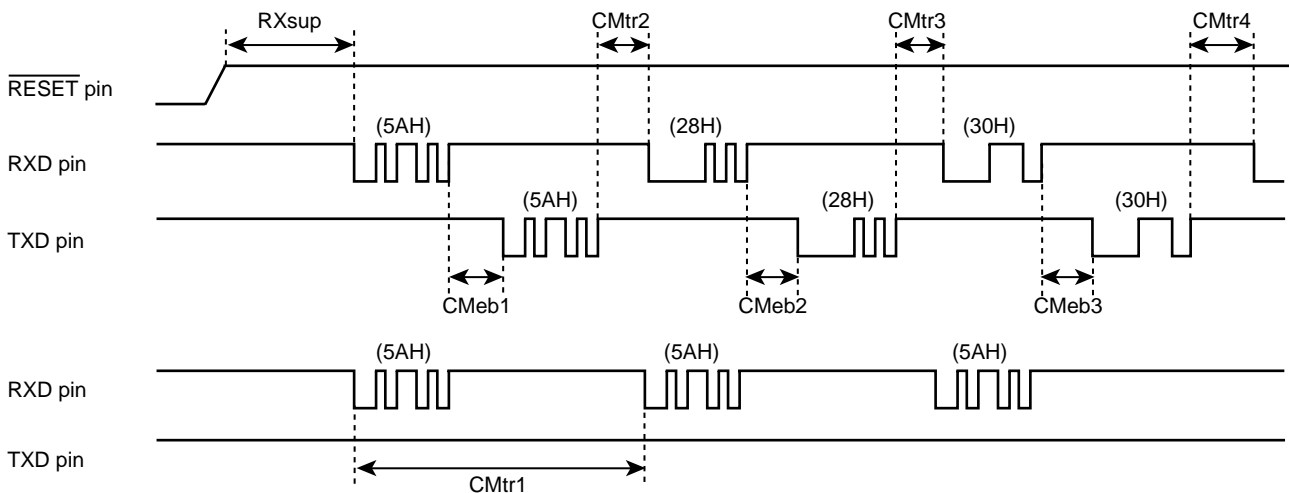 RXsup CMtr2 CMtr3 CMtr4
RESET pin
(5AH) (28H) (30H)
RXD pin
(5AH) (28H) (30H)
TXD pin
CMeb1 CMeb2 CMeb3
(5AH) (5AH) (5AH)
RXD pin
TXD pin
CMtr1